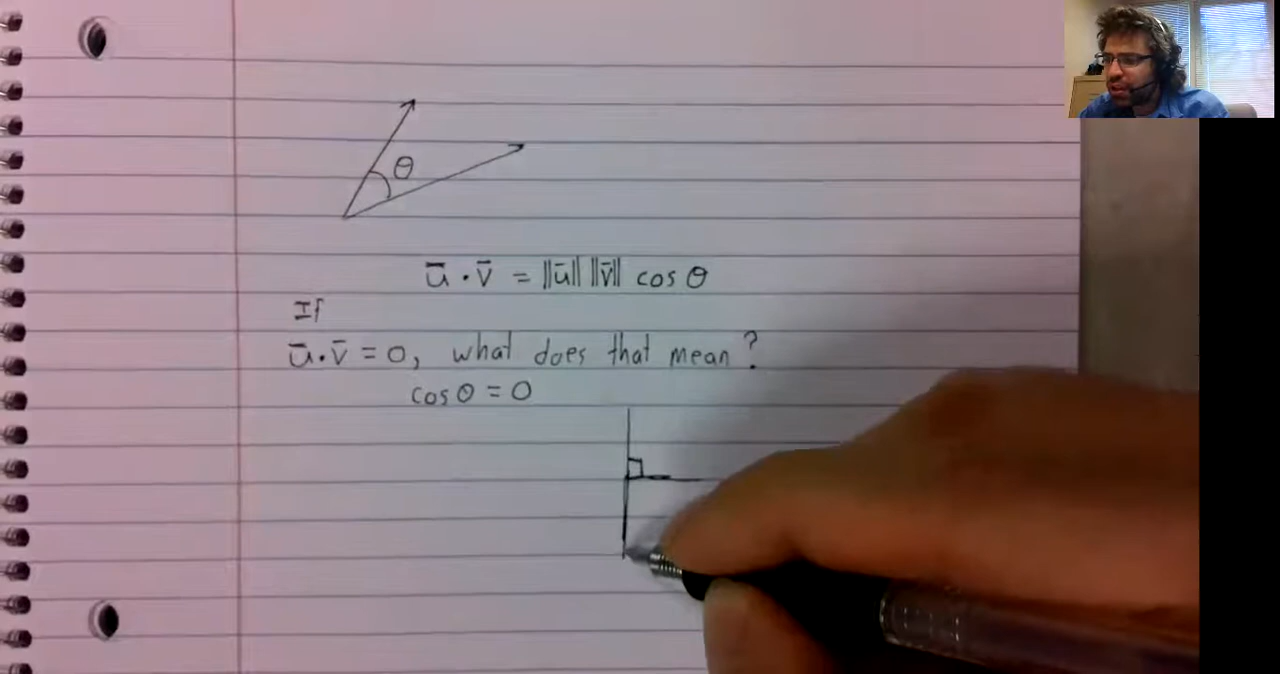 θ
ū · v̄ = ||ū|| ||v̄|| cos θ
If
ū · v̄ = 0, what does that mean?
cos θ = 0